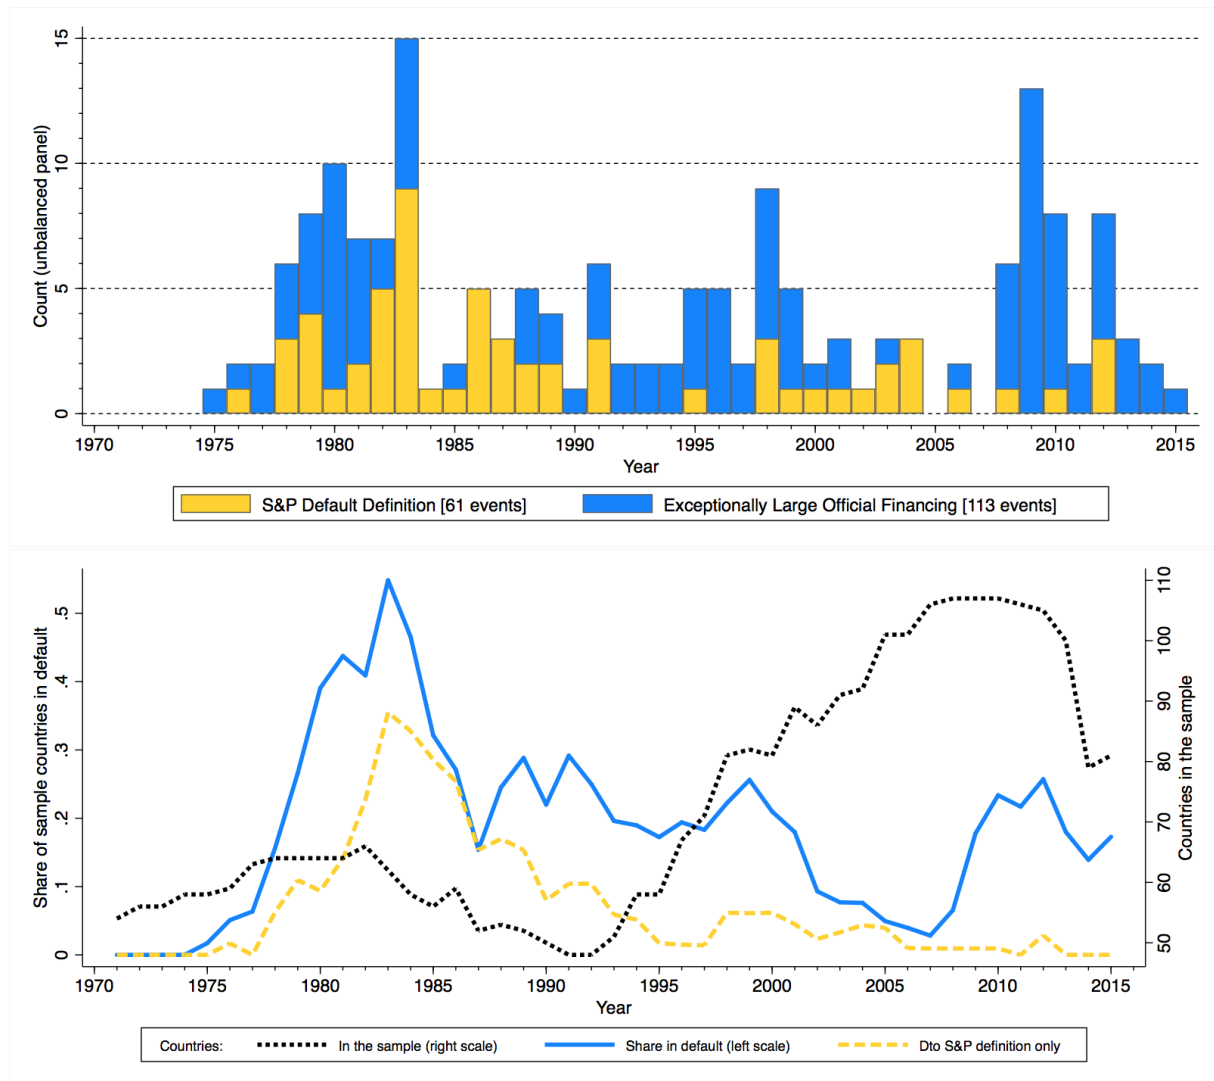 15
10
5
0
Count (unbalanced panel)
1970 1975 1980 1985 1990 1995 2000 2005 2010 2015
Year
S&P Default Definition [61 events] Exceptionally Large Official Financing [113 events]
.5
.4
.3
.2
.1
0
Share of sample countries in default
110
100
90
80
70
60
50
Countries in the sample
1970 1975 1980 1985 1990 1995 2000 2005 2010 2015
Year
Countries: In the sample (right scale) Share in default (left scale) Dto S&P definition only